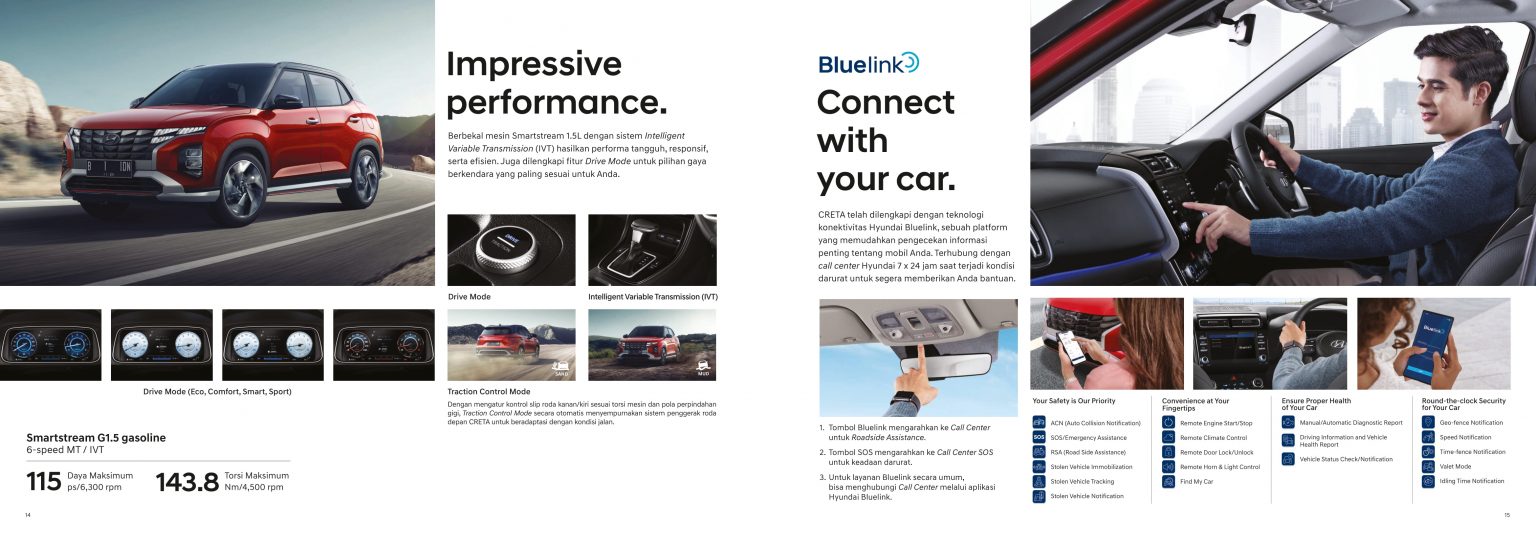 B 1 IDN
Impressive
performance.
Berbekal mesin Smartstream 1.5L dengan sistem Intelligent
Variable Transmission (IVT) hasilkan performa tangguh, responsif,
serta efisien. Juga dilengkapi fitur Drive Mode untuk pilihan gaya
berkendara yang paling sesuai untuk Anda.
DRIVE
TRACTION
Drive Mode
Intelligent Variable Transmission (IVT)
SAND
MUD
Drive Mode (Eco, Comfort, Smart, Sport)
Traction Control Mode
Dengan mengatur kontrol slip roda kanan/kiri sesuai torsi mesin dan pola perpindahan
gigi, Traction Control Mode secara otomatis menyempurnakan sistem penggerak roda
depan CRETA untuk beradaptasi dengan kondisi jalan.
Smartstream G1.5 gasoline
6-speed MT / IVT
115 Daya Maksimum
ps/6,300 rpm
143.8 Torsi Maksimum
Nm/4,500 rpm
14
Bluelink
Connect
with
your car.
CRETA telah dilengkapi dengan teknologi
konektivitas Hyundai Bluelink, sebuah platform
yang memudahkan pengecekan informasi
penting tentang mobil Anda. Terhubung dengan
call center Hyundai 7 x 24 jam saat terjadi kondisi
darurat untuk segera memberikan Anda bantuan.
1. Tombol Bluelink mengarahkan ke Call Center
untuk Roadside Assistance.
2. Tombol SOS mengarahkan ke Call Center SOS
untuk keadaan darurat.
3. Untuk layanan Bluelink secara umum,
bisa menghubungi Call Center melalui aplikasi
Hyundai Bluelink.
Bluelink
Your Safety is Our Priority
ACN (Auto Collision Notification)
SOS SOS/Emergency Assistance
RSA (Road Side Assistance)
Stolen Vehicle Immobilization
Stolen Vehicle Tracking
Stolen Vehicle Notification
Convenience at Your
Fingertips
Remote Engine Start/Stop
Remote Climate Control
Remote Door Lock/Unlock
Remote Horn & Light Control
Find My Car
Ensure Proper Health
of Your Car
Manual/Automatic Diagnostic Report
Driving Information and Vehicle
Health Report
Vehicle Status Check/Notification
Round-the-clock Security
for Your Car
Geo-fence Notification
Speed Notification
Time-fence Notification
Valet Mode
Idling Time Notification
15